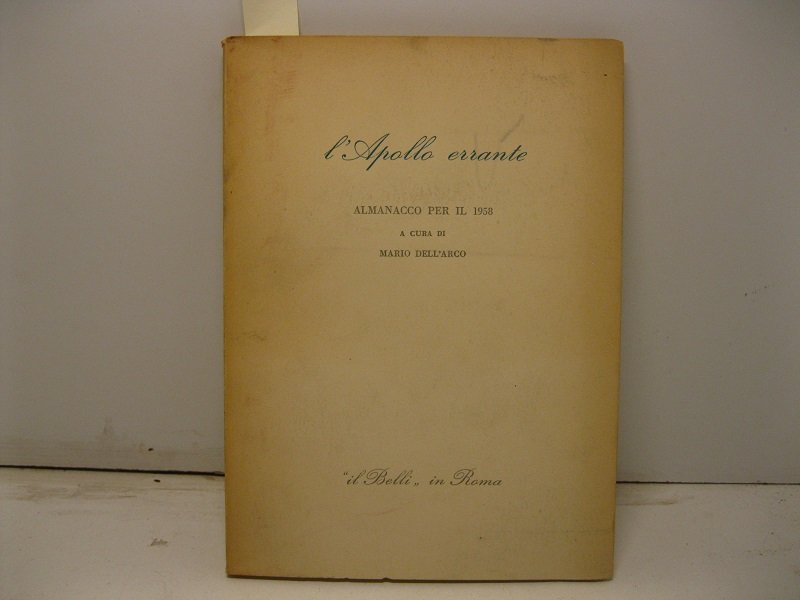 l'Apollo errante
ALMANACCO PER IL 1958
A CURA DI
MARIO DELL'ARCO
"il Belli„ in Roma